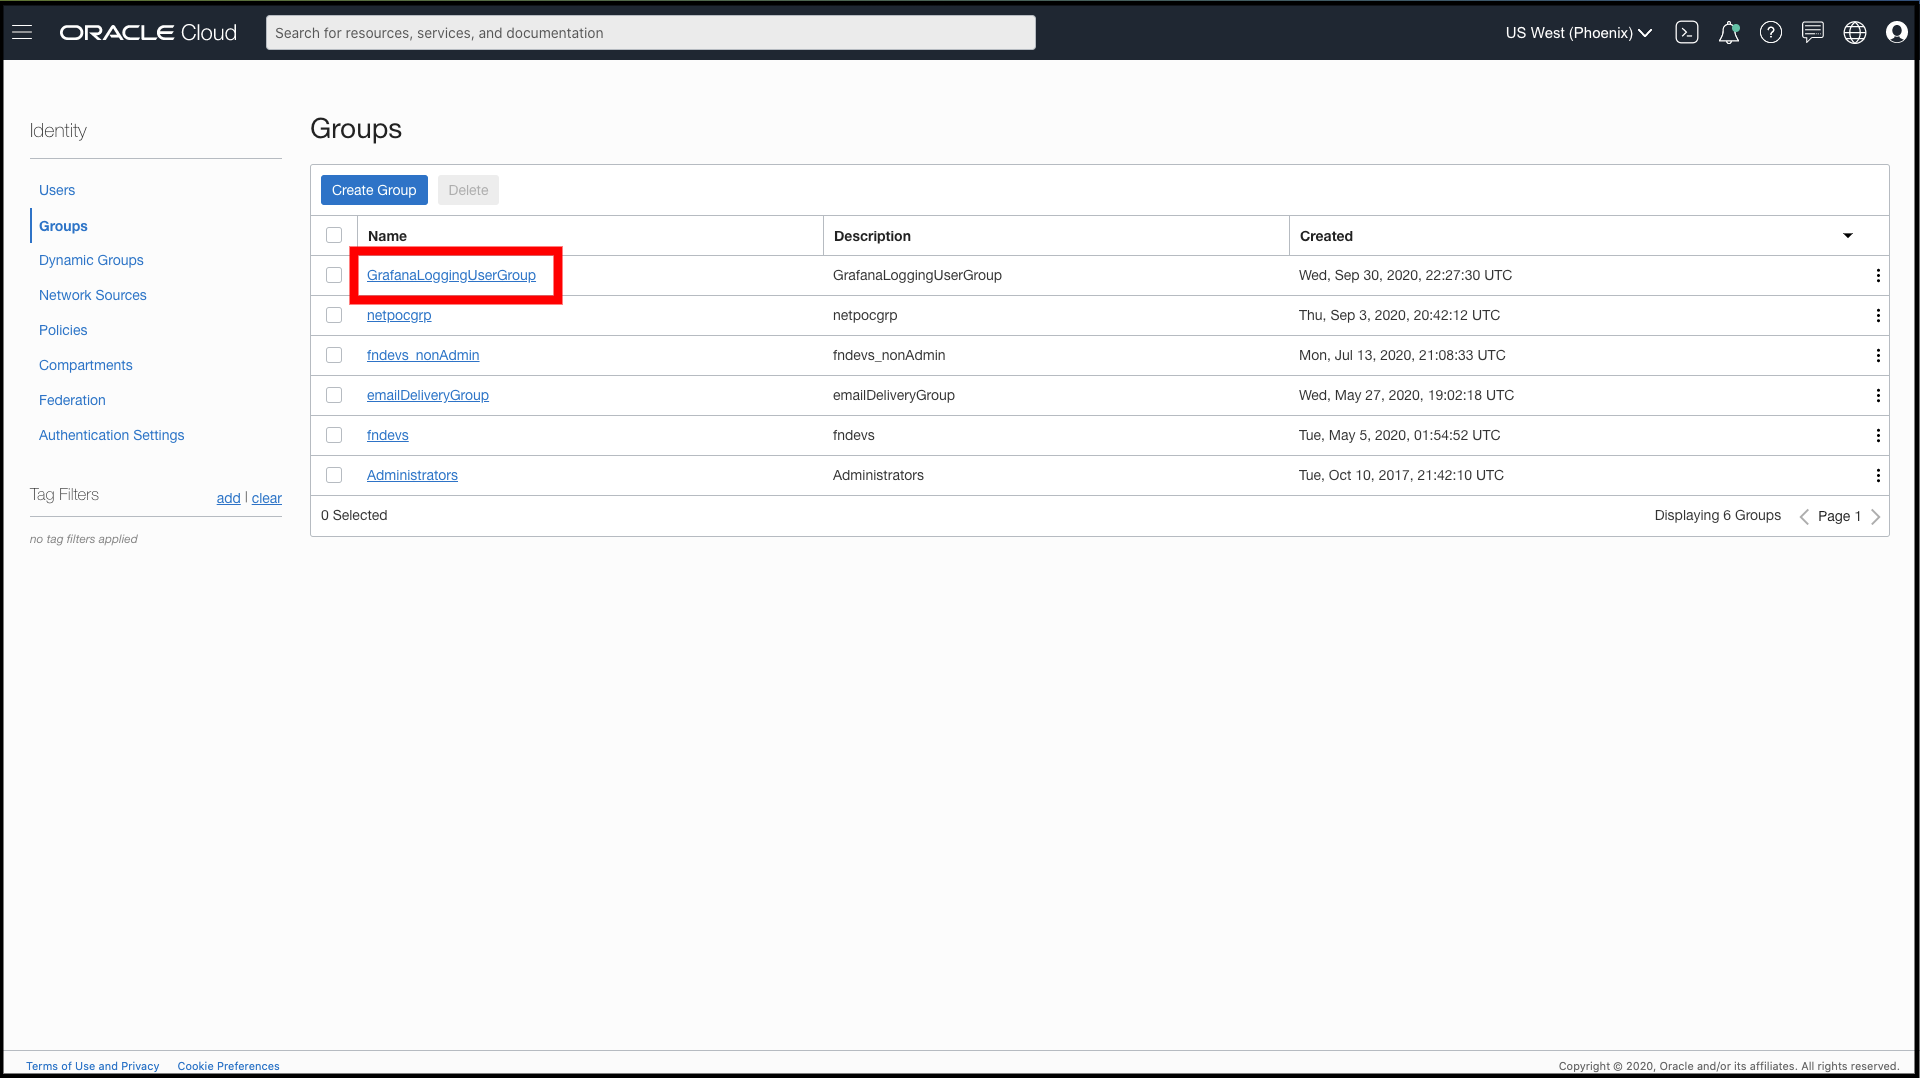 ORACLE Cloud
Search for resources, services, and documentation
US West (Phoenix)
Identity
Users
Groups
Dynamic Groups
Network Sources
Policies
Compartments
Federation
Authentication Settings
Tag Filters
add | clear
no tag filters applied
Groups
Create Group Delete
Name Description Created
GrafanaLoggingUserGroup GrafanaLoggingUserGroup Wed, Sep 30, 2020, 22:27:30 UTC
netpocgrp netpocgrp Thu, Sep 3, 2020, 20:42:12 UTC
fndevs_nonAdmin fndevs_nonAdmin Mon, Jul 13, 2020, 21:08:33 UTC
emailDeliveryGroup emailDeliveryGroup Wed, May 27, 2020, 19:02:18 UTC
fndevs fndevs Tue, May 5, 2020, 01:54:52 UTC
Administrators Administrators Tue, Oct 10, 2017, 21:42:10 UTC
0 Selected Displaying 6 Groups Page 1
Terms of Use and Privacy Cookie Preferences Copyright © 2020, Oracle and/or its affiliates. All rights reserved.